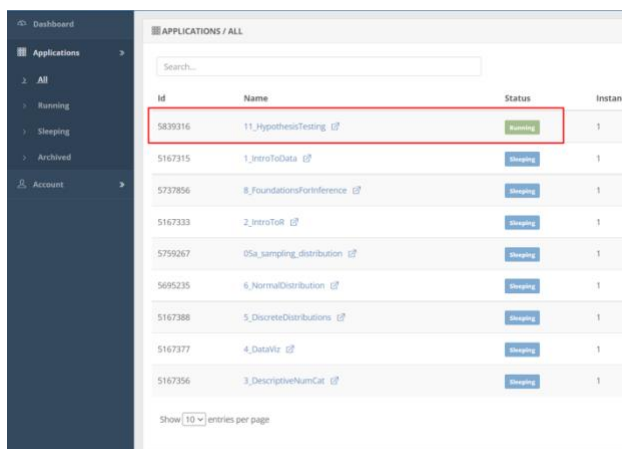 Dashboard
Applications
All
Running
Sleeping
Archived
Account
APPLICATIONS / ALL
Search...
Id Name Status Instan
5839316 11_HypothesisTesting Running 1
5167315 1_IntroToData Sleeping 1
5737856 8_FoundationsForInference Sleeping 1
5167333 2_IntroToR Sleeping 1
5759267 05a_sampling_distribution Sleeping 1
5695235 6_NormalDistribution Sleeping 1
5167388 5_DiscreteDistributions Sleeping 1
5167377 4_DataViz Sleeping 1
5167356 3_DescriptiveNumCat Sleeping 1
Show 10 entries per page